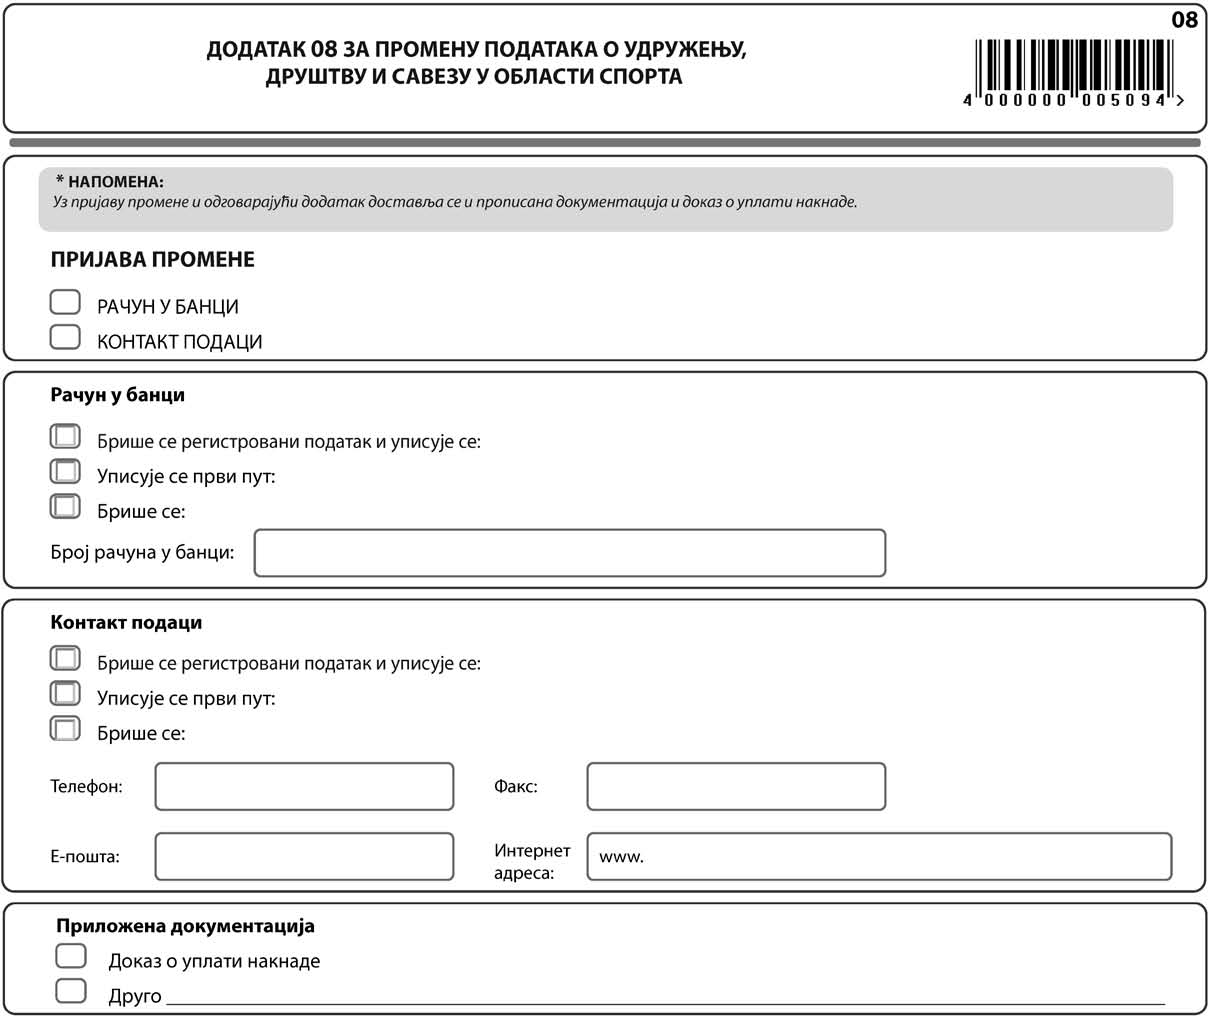 08
ДОДАТАК 08 ЗА ПРОМЕНУ ПОДАТАКА О УДРУЖЕЊУ,
ДРУШТВУ И САВЕЗУ У ОБЛАСТИ СПОРТА
4 000000 005094 >
* НАПОМЕНА:
Уз пријаву промене и одговарајући додатак доставља се и прописана документација и доказ о уплати накнаде.
ПРИЈАВА ПРОМЕНЕ
РАЧУН У БАНЦИ
КОНТАКТ ПОДАЦИ
Рачун у банци
Брише се регистровани податак и уписује се:
Уписује се први пут:
Брише се:
Број рачуна у банци:
Контакт подаци
Брише се регистровани податак и уписује се:
Уписује се први пут:
Брише се:
Телефон: Факс:
Е-пошта: Интернет адреса: www.
Приложена документација
Доказ о уплати накнаде
Друго